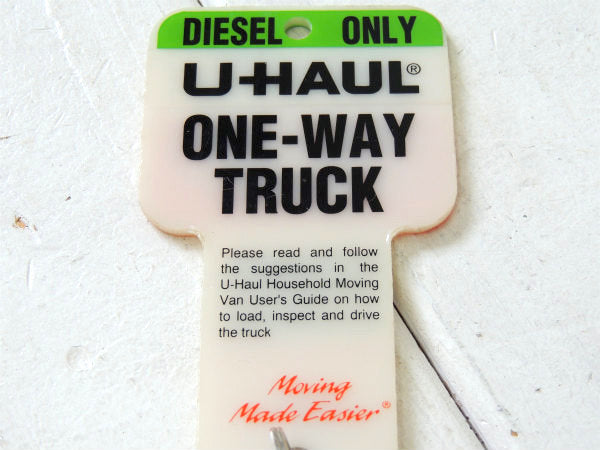 DIESEL ONLY
U-HAUL®
ONE-WAY
TRUCK
Please read and follow
the suggestions in the
U-Haul Household Moving
Van User's Guide on how
to load, inspect and drive
the truck
Moving
Made Easier®